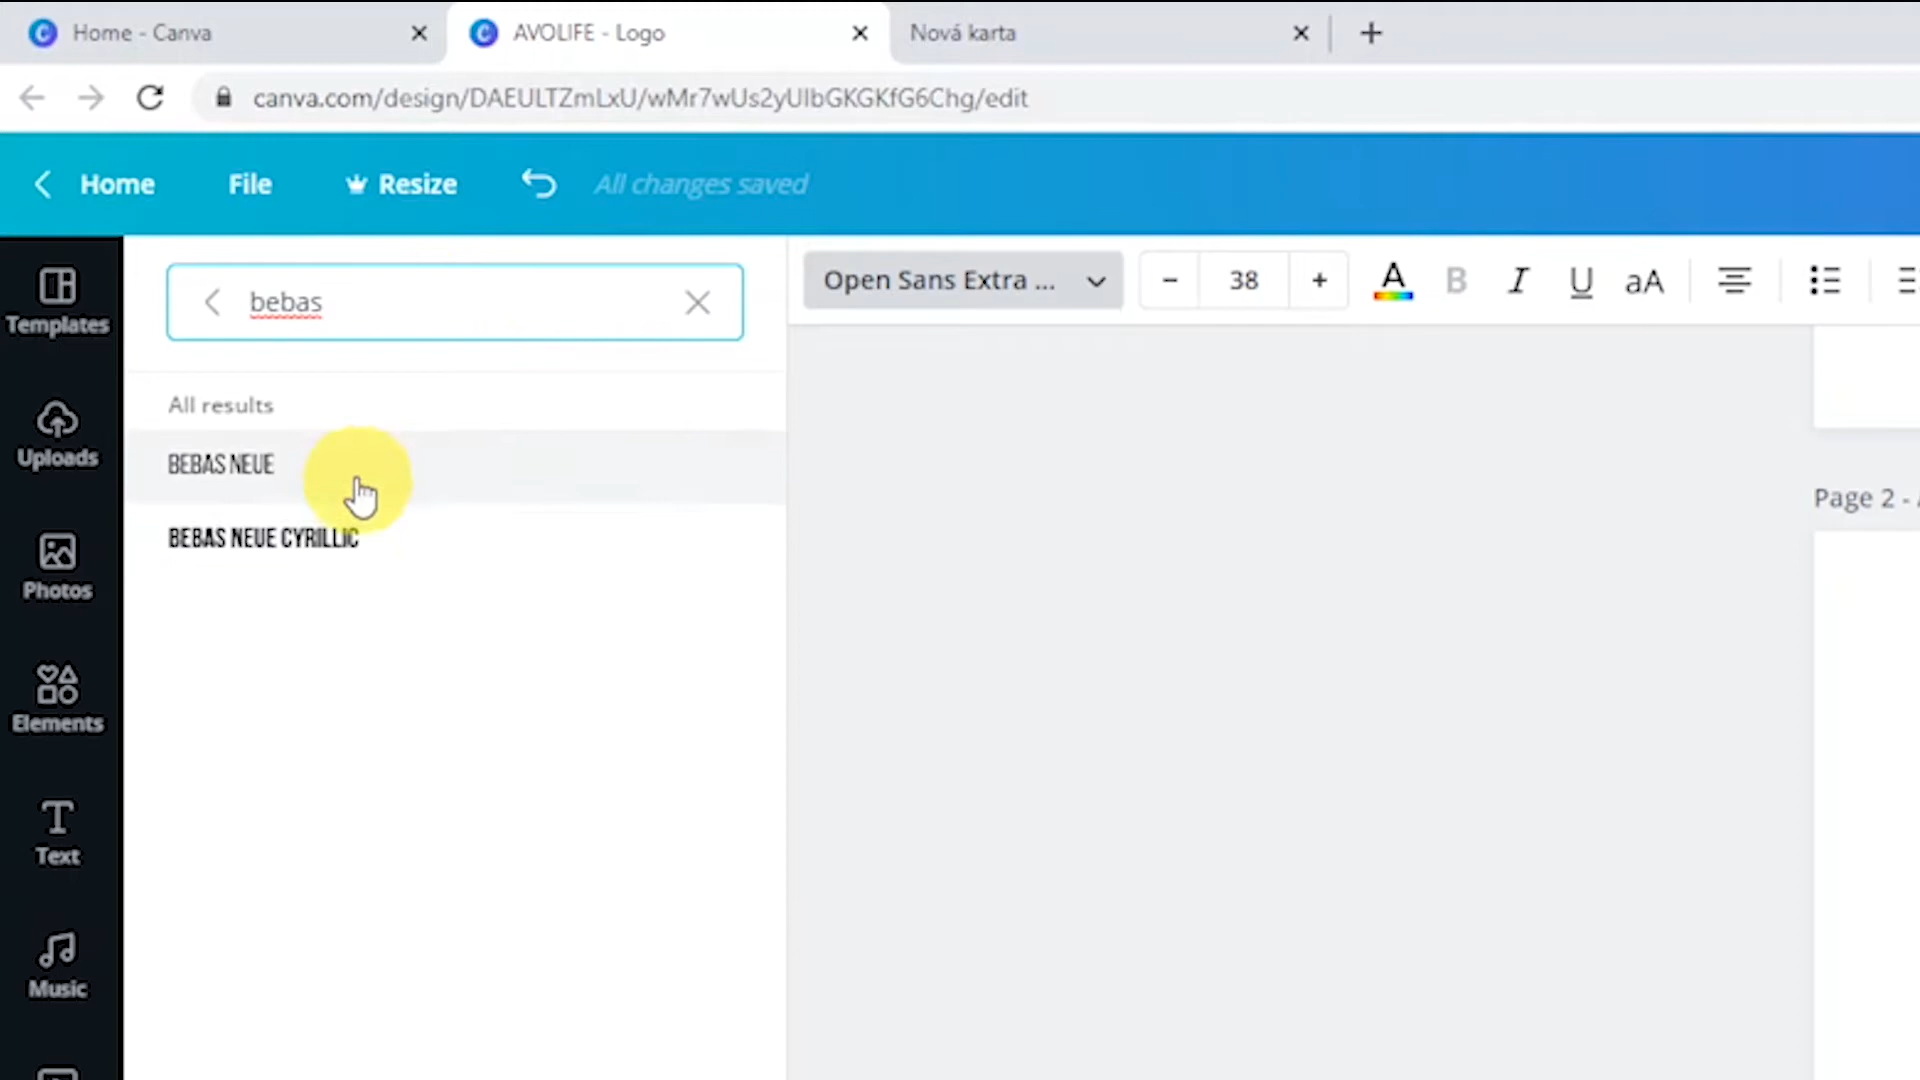 Home - Canva
AVOLIFE - Logo
Nová karta
canva.com/design/DAEULTZmLxU/wMr7wUs2yUIbGKGKfG6Chg/edit
Home
File
Resize
All changes saved
Templates
Uploads
Photos
Elements
Text
Music
bebas
All results
BEBAS NEUE
BEBAS NEUE CYRILLIC
Open Sans Extra ...
- 38 +
A B I U aA
Page 2 -